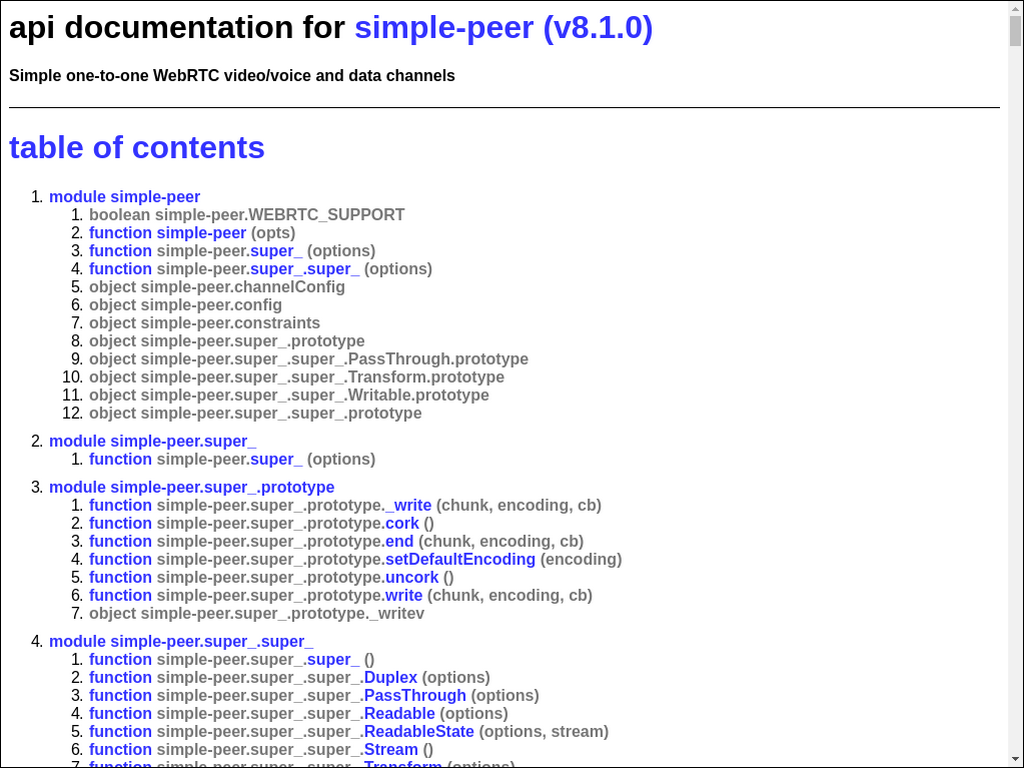 api documentation for simple-peer (v8.1.0)
Simple one-to-one WebRTC video/voice and data channels
table of contents
1. module simple-peer
1. boolean simple-peer.WEBRTC_SUPPORT
2. function simple-peer (opts)
3. function simple-peer.super_ (options)
4. function simple-peer.super_.super_ (options)
5. object simple-peer.channelConfig
6. object simple-peer.config
7. object simple-peer.constraints
8. object simple-peer.super_.prototype
9. object simple-peer.super_.super_.PassThrough.prototype
10. object simple-peer.super_.super_.Transform.prototype
11. object simple-peer.super_.super_.Writable.prototype
12. object simple-peer.super_.super_.prototype
2. module simple-peer.super_
1. function simple-peer.super_ (options)
3. module simple-peer.super_.prototype
1. function simple-peer.super_.prototype._write (chunk, encoding, cb)
2. function simple-peer.super_.prototype.cork ()
3. function simple-peer.super_.prototype.end (chunk, encoding, cb)
4. function simple-peer.super_.prototype.setDefaultEncoding (encoding)
5. function simple-peer.super_.prototype.uncork ()
6. function simple-peer.super_.prototype.write (chunk, encoding, cb)
7. object simple-peer.super_.prototype._writev
4. module simple-peer.super_.super_
1. function simple-peer.super_.super_ ()
2. function simple-peer.super_.super_.Duplex (options)
3. function simple-peer.super_.super_.PassThrough (options)
4. function simple-peer.super_.super_.Readable (options)
5. function simple-peer.super_.super_.ReadableState (options, stream)
6. function simple-peer.super_.super_.Stream ()
7. function simple-peer.super_.super_.Transform (options)